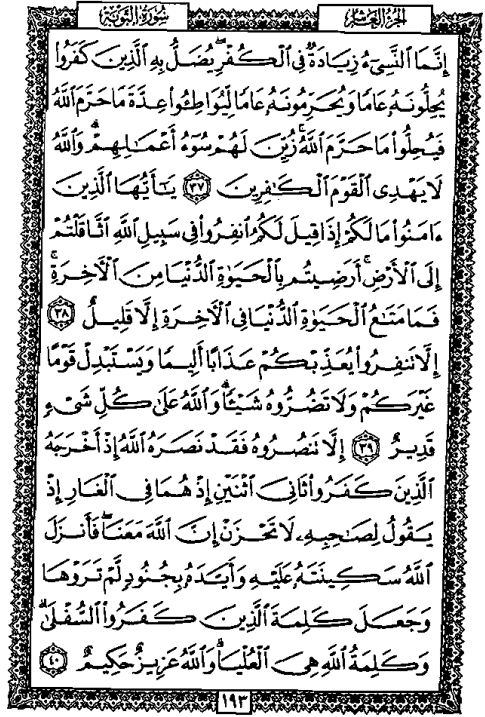 الجزء العاشر
سورة التوبة
إِنَّمَا ٱلنَّسِىٓءُ زِيَادَةٌ فِى ٱلْكُفْرِ ۖ يُضَلُّ بِهِ ٱلَّذِينَ كَفَرُوا۟
يُحِلُّونَهُۥ عَامًا وَيُحَرِّمُونَهُۥ عَامًا لِّيُوَاطِـُٔوا۟ عِدَّةَ مَا حَرَّمَ ٱللَّهُ
فَيُحِلُّوا۟ مَا حَرَّمَ ٱللَّهُ ۚ زُيِّنَ لَهُمْ سُوٓءُ أَعْمَـٰلِهِمْ ۗ وَٱللَّهُ
لَا يَهْدِى ٱلْقَوْمَ ٱلْكَـٰفِرِينَ ٣٧ يَـٰٓأَيُّهَا ٱلَّذِينَ
ءَامَنُوا۟ مَا لَكُمْ إِذَا قِيلَ لَكُمُ ٱنفِرُوا۟ فِى سَبِيلِ ٱللَّهِ ٱثَّاقَلْتُمْ
إِلَى ٱلْأَرْضِ ۚ أَرَضِيتُم بِٱلْحَيَوٰةِ ٱلدُّنْيَا مِنَ ٱلْـَٔاخِرَةِ ۚ
فَمَا مَتَـٰعُ ٱلْحَيَوٰةِ ٱلدُّنْيَا فِى ٱلْـَٔاخِرَةِ إِلَّا قَلِيلٌ ٣٨
إِلَّا تَنفِرُوا۟ يُعَذِّبْكُمْ عَذَابًا أَلِيمًا وَيَسْتَبْدِلْ قَوْمًا
غَيْرَكُمْ وَلَا تَضُرُّوهُ شَيْـًٔا ۗ وَٱللَّهُ عَلَىٰ كُلِّ شَىْءٍ
قَدِيرٌ ٣٩ إِلَّا تَنصُرُوهُ فَقَدْ نَصَرَهُ ٱللَّهُ إِذْ أَخْرَجَهُ
ٱلَّذِينَ كَفَرُوا۟ ثَانِىَ ٱثْنَيْنِ إِذْ هُمَا فِى ٱلْغَارِ إِذْ
يَقُولُ لِصَـٰحِبِهِۦ لَا تَحْزَنْ إِنَّ ٱللَّهَ مَعَنَا ۖ فَأَنزَلَ
ٱللَّهُ سَكِينَتَهُۥ عَلَيْهِ وَأَيَّدَهُۥ بِجُنُودٍ لَّمْ تَرَوْهَا
وَجَعَلَ كَلِمَةَ ٱلَّذِينَ كَفَرُوا۟ ٱلسُّفْلَىٰ ۗ
وَكَلِمَةُ ٱللَّهِ هِىَ ٱلْعُلْيَا ۗ وَٱللَّهُ عَزِيزٌ حَكِيمٌ ٤٠
١٩٣